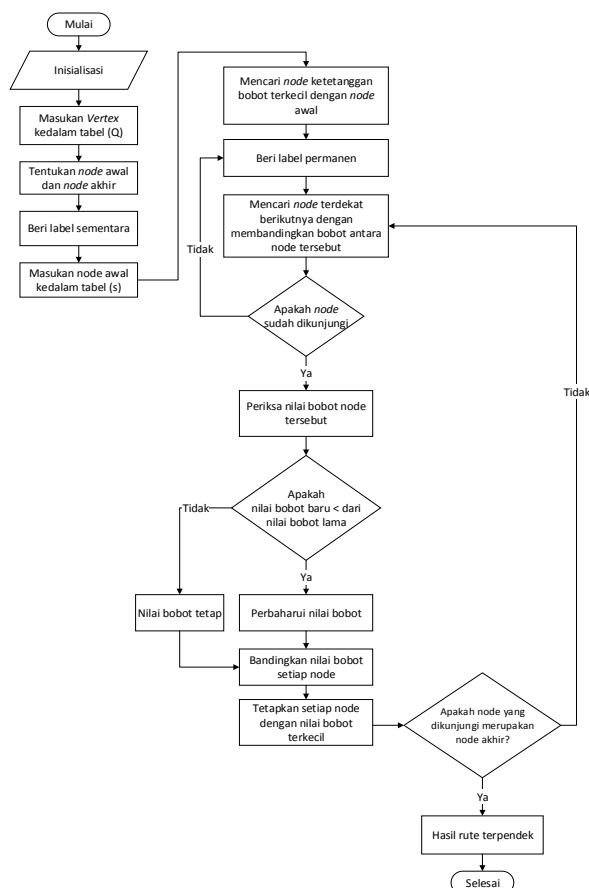 Mulai
Inisialisasi
Masukan Vertex
kedalam tabel (Q)
Tentukan node awal
dan node akhir
Beri label sementara
Masukan node awal
kedalam tabel (s)
Mencari node ketetanggan
bobot terkecil dengan node
awal
Beri label permanen
Mencari node terdekat
berikutnya dengan
membandingkan bobot antara
node tersebut
Tidak
Apakah node
sudah dikunjungi
Ya
Periksa nilai bobot node
tersebut
Apakah
nilai bobot baru < dari
nilai bobot lama
Tidak
Ya
Nilai bobot tetap
Perbaharui nilai bobot
Bandingkan nilai bobot
setiap node
Tetapkan setiap node
dengan nilai bobot
terkecil
Apakah node yang
dikunjungi merupakan
node akhir?
Tidak
Ya
Hasil rute terpendek
Selesai